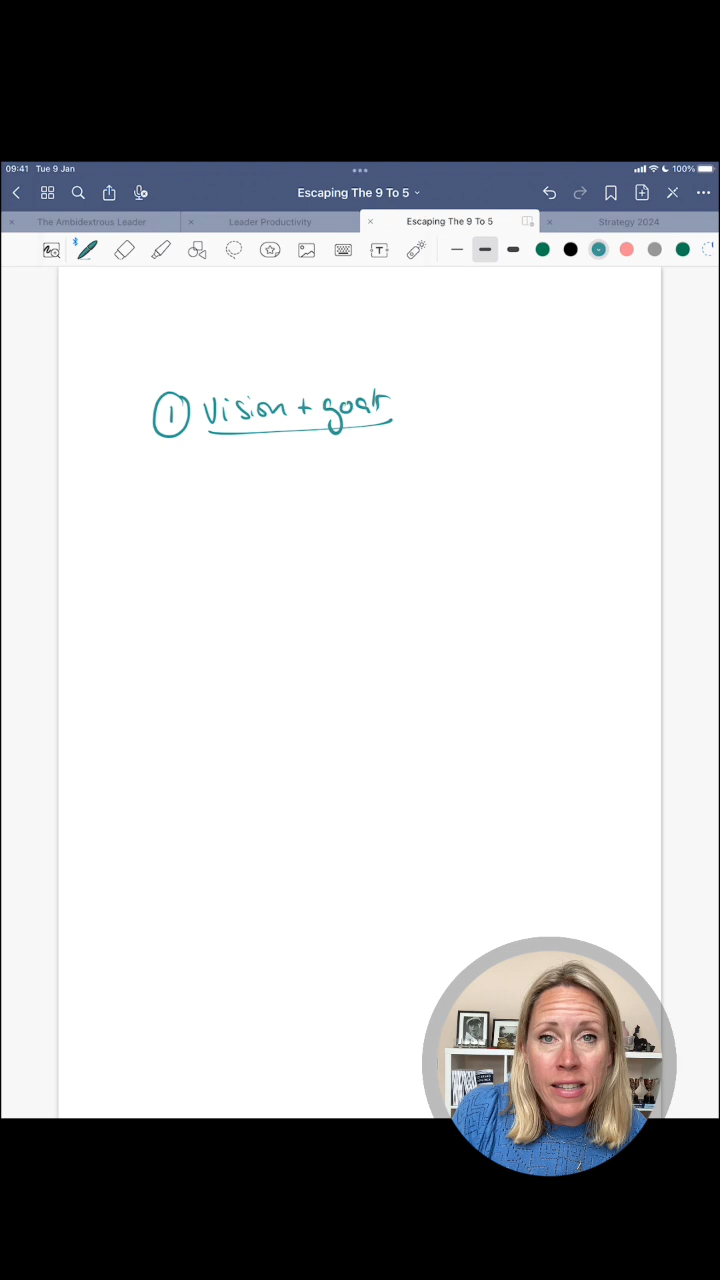 09:41 Tue 9 Jan
100%
Escaping The 9 To 5
The Ambidextrous Leader
Leader Productivity
Escaping The 9 To 5
Strategy 2024
T
1 vision + goals